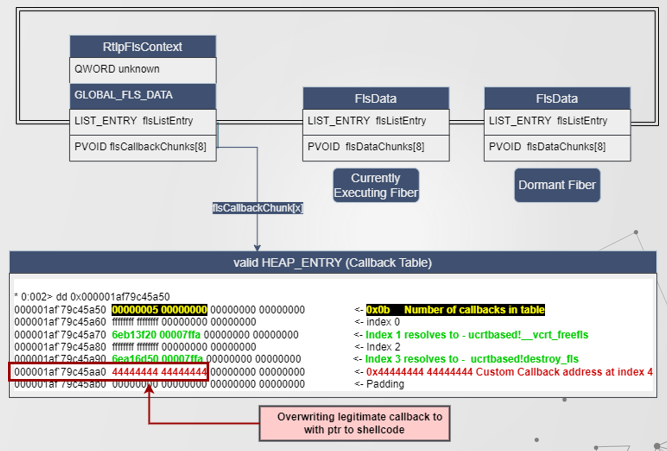 RtlpFlsContext
QWORD unknown
GLOBAL_FLS_DATA
LIST_ENTRY flsListEntry
PVOID flsCallbackChunks[8]
FlsData
LIST_ENTRY flsListEntry
PVOID flsDataChunks[8]
FlsData
LIST_ENTRY flsListEntry
PVOID flsDataChunks[8]
Currently
Executing Fiber
Dormant Fiber
flsCallbackChunk[x]
valid HEAP_ENTRY (Callback Table)
* 0:002> dd 0x000001af79c45a50
000001af`79c45a50 00000005 00000000 00000000 00000000 <- 0x0b Number of callbacks in table
000001af`79c45a60 ffffffff ffffffff 00000000 00000000 <- index 0
000001af`79c45a70 6eb13f20 00007ffa 00000000 00000000 <- Index 1 resolves to - ucrtbased!__vcrt_freefls
000001af`79c45a80 ffffffff ffffffff 00000000 00000000 <- Index 2
000001af`79c45a90 6ea16d50 00007ffa 00000000 00000000 <- Index 3 resolves to - ucrtbased!destroy_fls
000001af`79c45aa0 44444444 44444444 00000000 00000000 <- 0x44444444 44444444 Custom Callback address at index 4
000001af`79c45ab0 00000000 00000000 00000000 00000000 <- Padding
Overwriting legitimate callback to
with ptr to shellcode